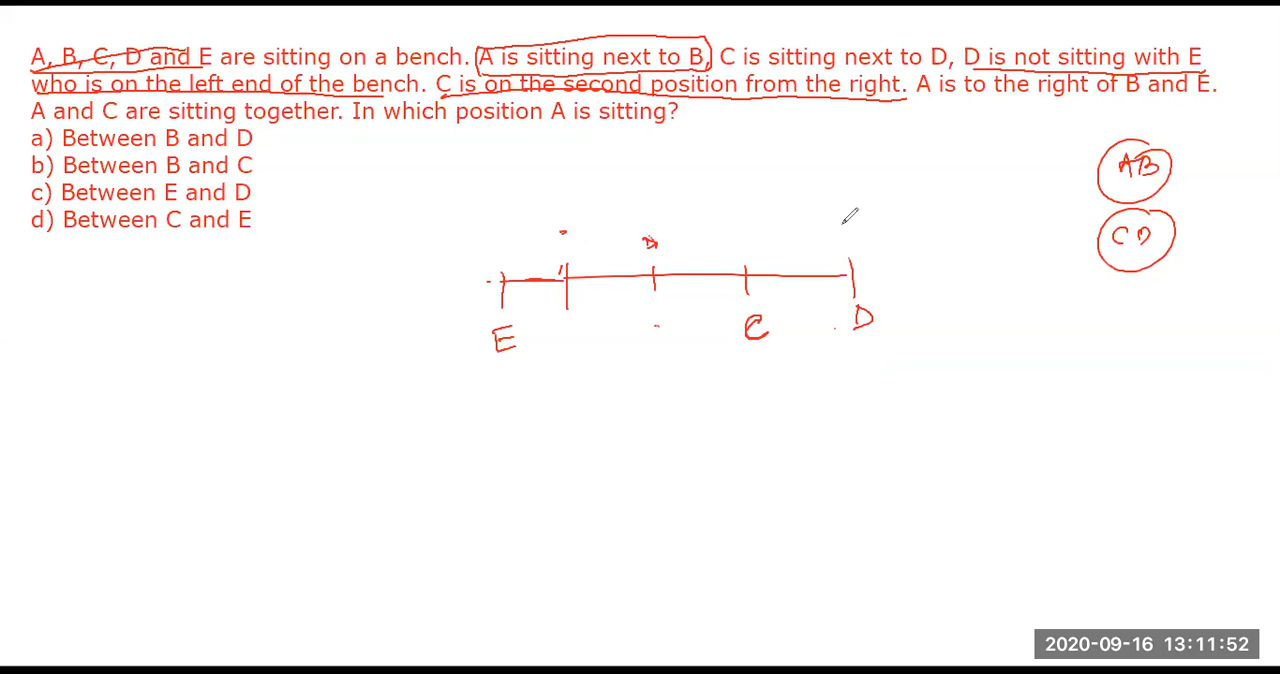 A, B, C, D and E are sitting on a bench. A is sitting next to B, C is sitting next to D, D is not sitting with E
who is on the left end of the bench. C is on the second position from the right. A is to the right of B and E.
A and C are sitting together. In which position A is sitting?
a) Between B and D
b) Between B and C
c) Between E and D
d) Between C and E
AB
CD
D
E C D
2020-09-16 13:11:52